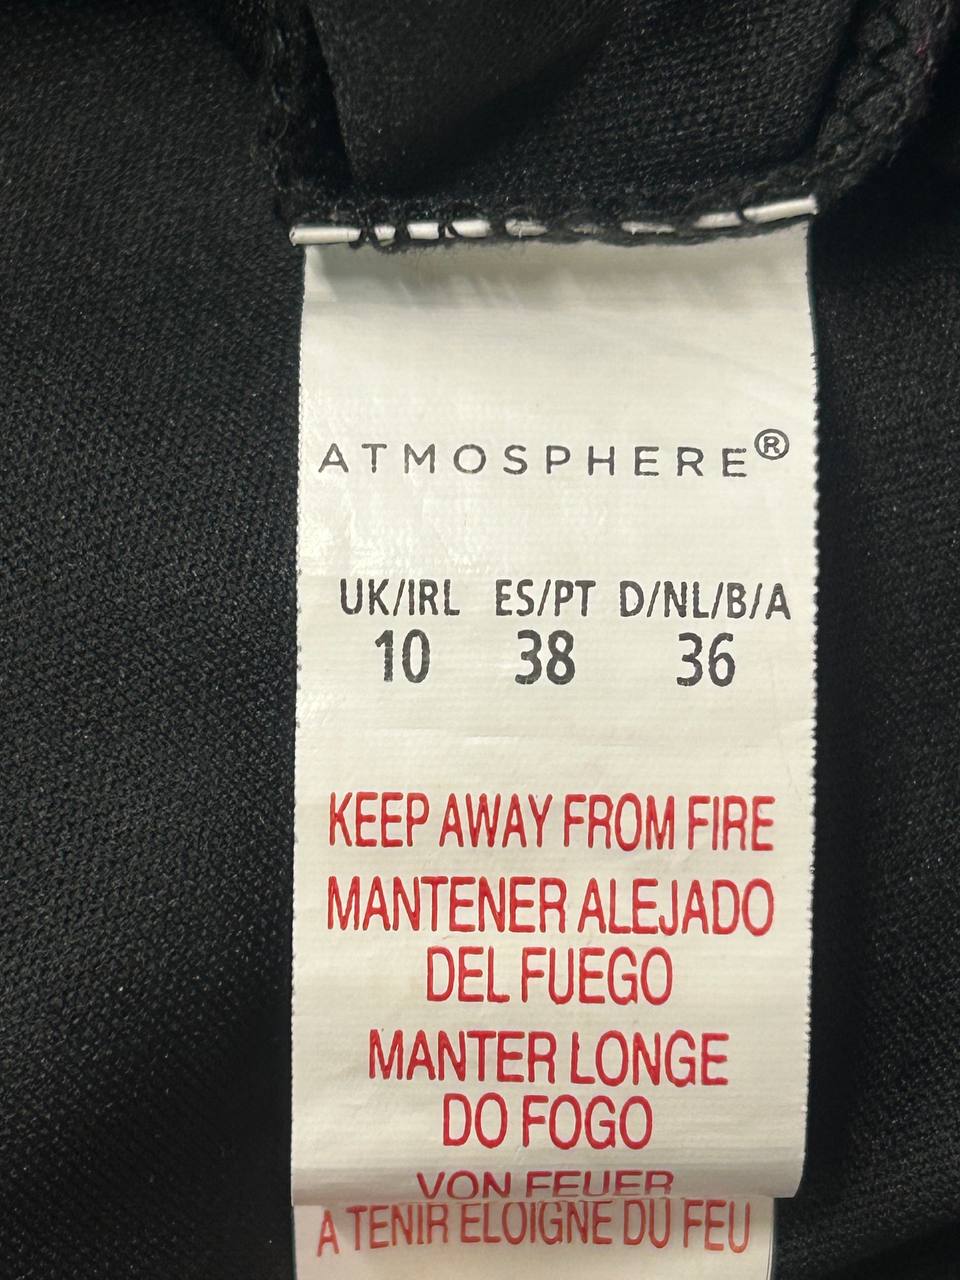 ATMOSPHERE®
UK/IRL ES/PT D/NL/B/A
10 38 36
KEEP AWAY FROM FIRE
MANTENER ALEJADO
DEL FUEGO
MANTER LONGE
DO FOGO
VON FEUER
A TENIR ELOIGNE DU FEU